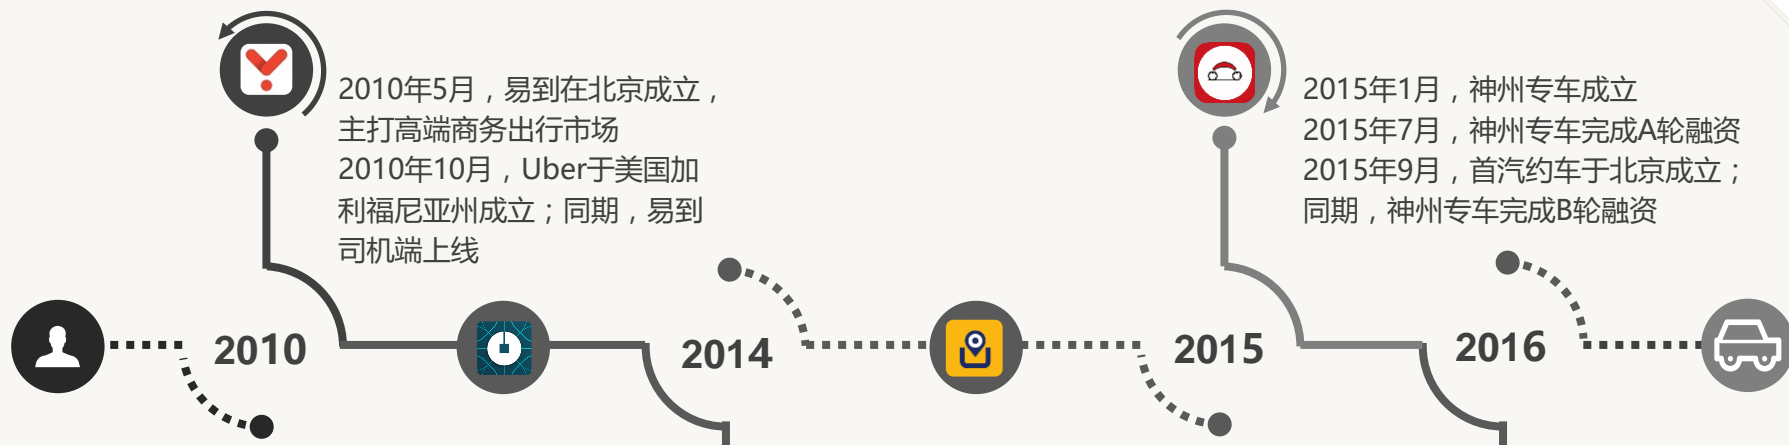 2010年5月，易到在北京成立，
主打高端商务出行市场
2010年10月，Uber于美国加
利福尼亚州成立；同期，易到
司机端上线
2015年1月，神州专车成立
2015年7月，神州专车完成A轮融资
2015年9月，首汽约车于北京成立；
同期，神州专车完成B轮融资
2010
2014
2015
2016